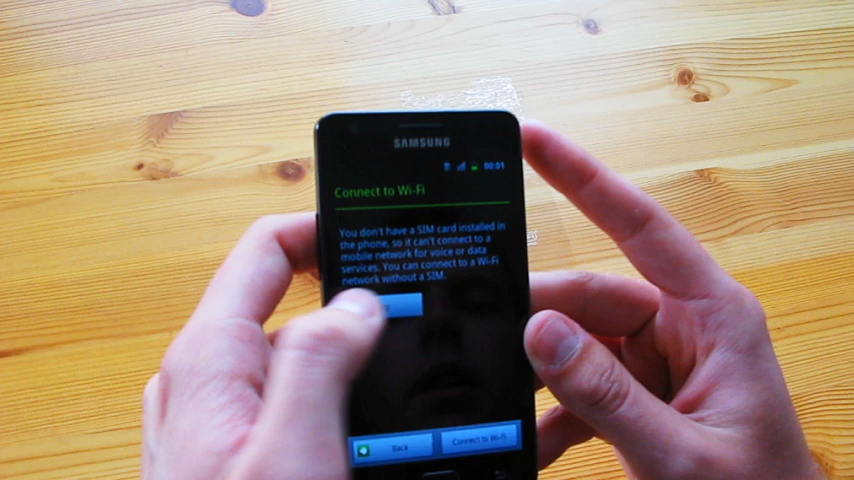 SAMSUNG
00:01
Connect to Wi-Fi
You don't have a SIM card installed in
the phone, so it can't connect to a
mobile network for voice or data
services. You can connect to a Wi-Fi
network without a SIM.
Back
Connect to Wi-Fi